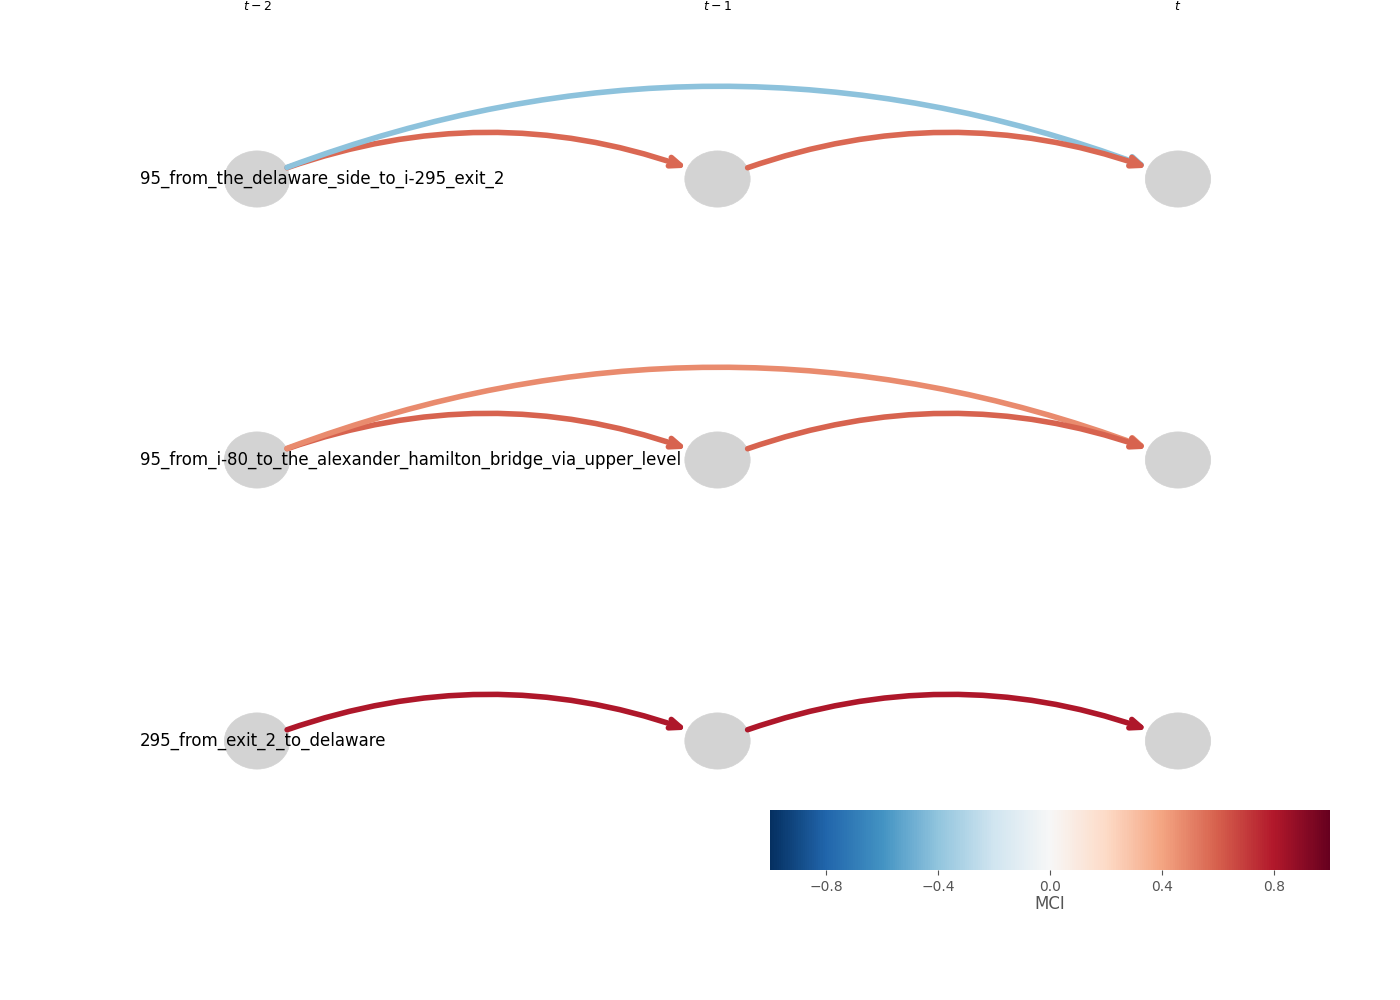 t − 2 t − 1 t
95_from_the_delaware_side_to_i-295_exit_2
95_from_i-80_to_the_alexander_hamilton_bridge_via_upper_level
295_from_exit_2_to_delaware
−0.8 −0.4 0.0 0.4 0.8
MCI